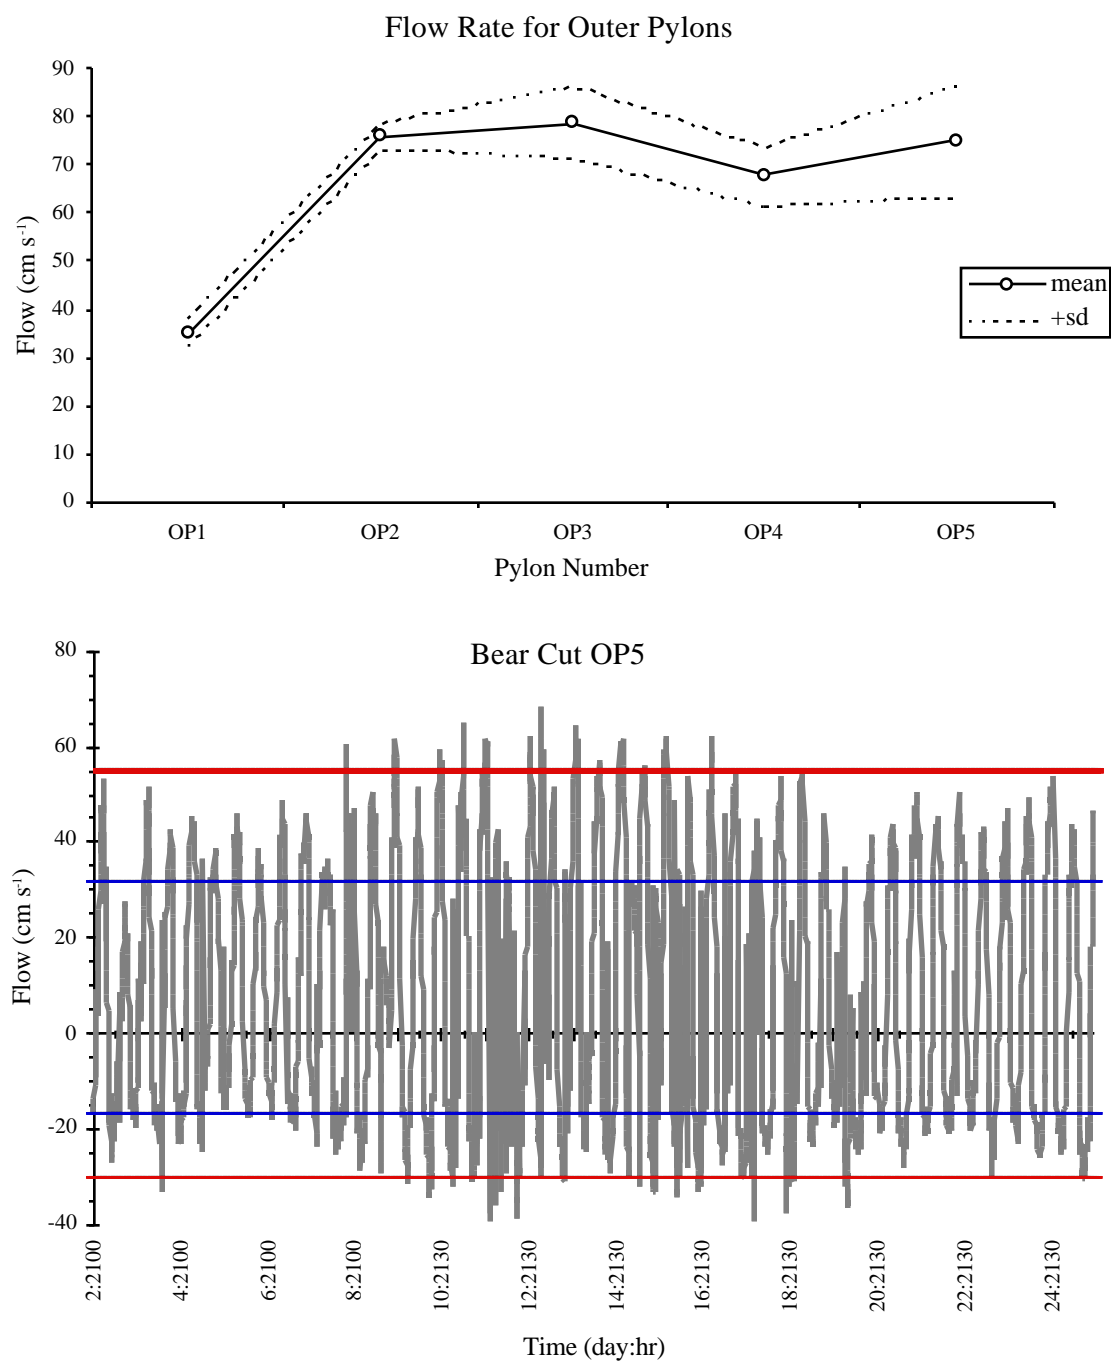 Flow Rate for Outer Pylons
90
80
70
60
50
40
30
20
10
0
Flow (cm s-1)
OP1 OP2 OP3 OP4 OP5
Pylon Number
mean
+sd
Bear Cut OP5
80
60
40
20
0
-20
-40
Flow (cm s-1)
2:2100 4:2100 6:2100 8:2100 10:2130 12:2130 14:2130 16:2130 18:2130 20:2130 22:2130 24:2130
Time (day:hr)